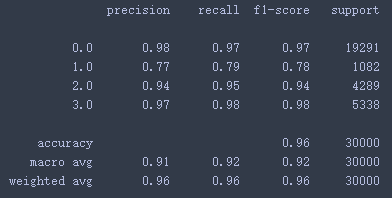 precision recall f1-score support
0.0 0.98 0.97 0.97 19291
1.0 0.77 0.79 0.78 1082
2.0 0.94 0.95 0.94 4289
3.0 0.97 0.98 0.98 5338
accuracy 0.96 30000
macro avg 0.91 0.92 0.92 30000
weighted avg 0.96 0.96 0.96 30000